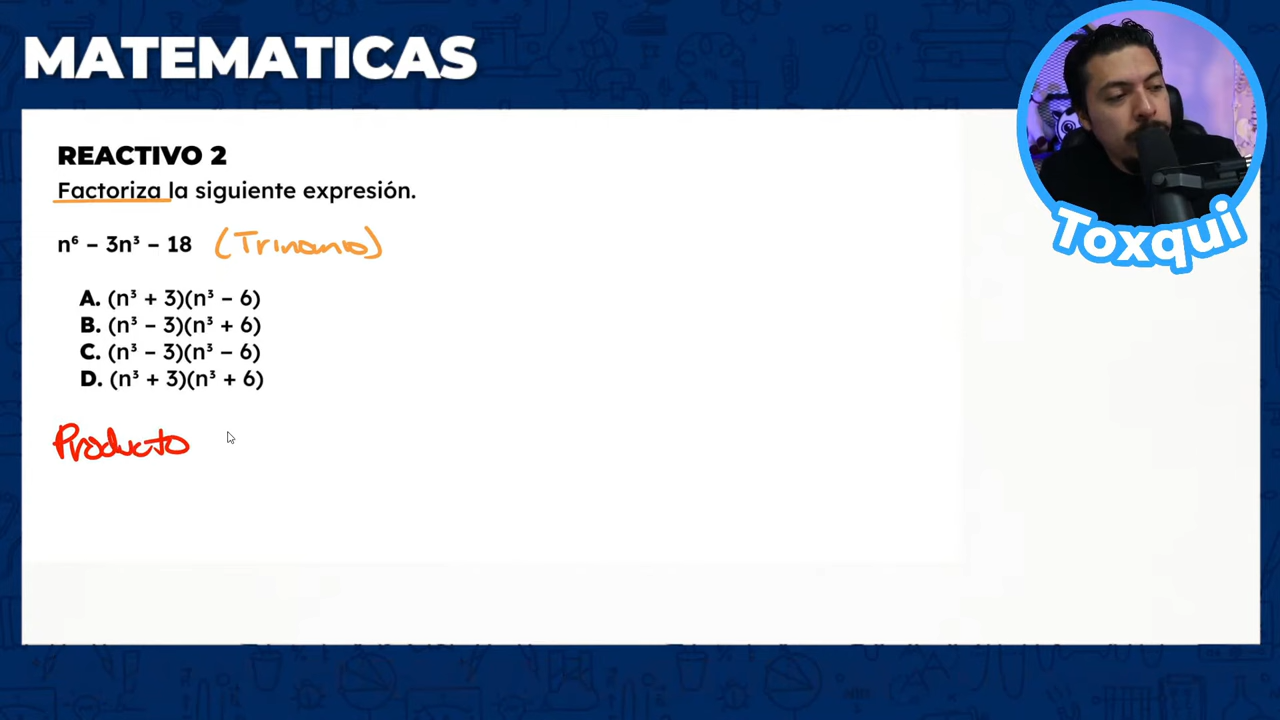 MATEMATICAS
REACTIVO 2
Factoriza la siguiente expresión.
n⁶ – 3n³ – 18 (Trinomio)
A. (n³ + 3)(n³ – 6)
B. (n³ – 3)(n³ + 6)
C. (n³ – 3)(n³ – 6)
D. (n³ + 3)(n³ + 6)
Producto
Toxqui